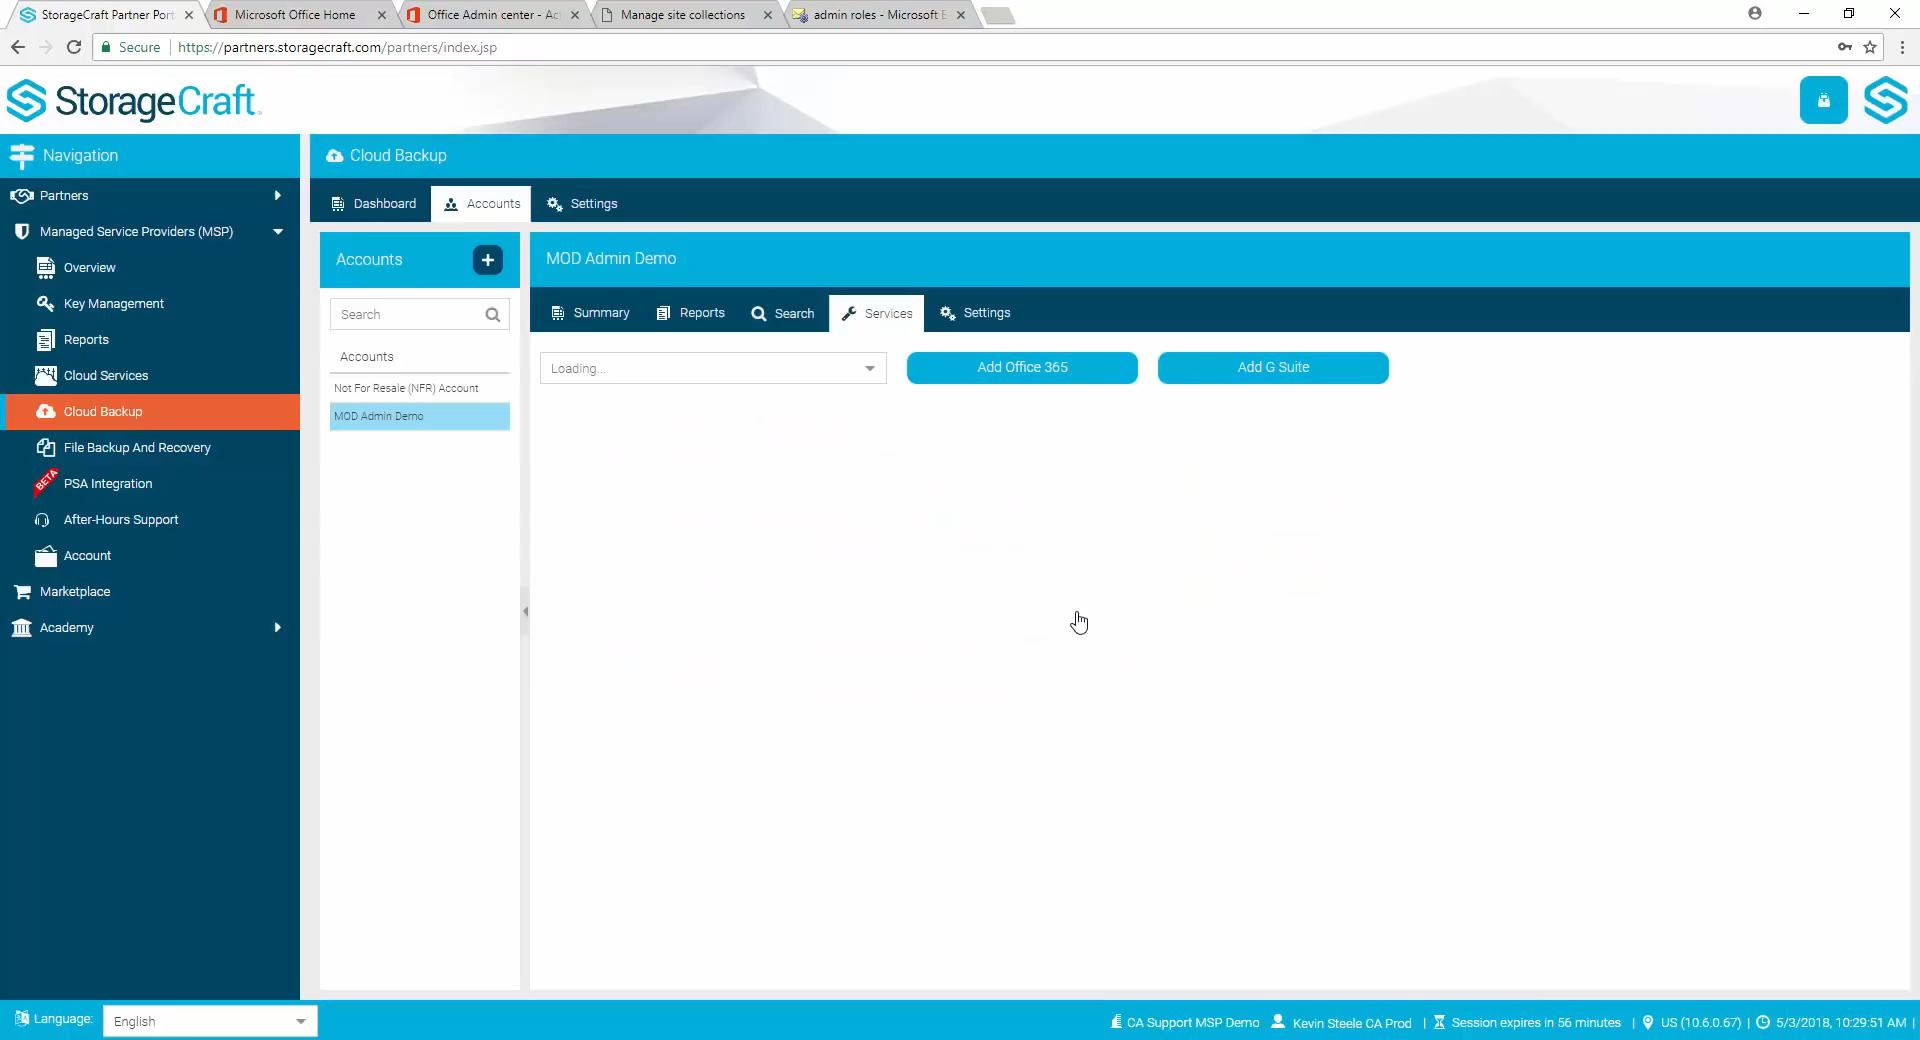 StorageCraft Partner Port
Microsoft Office Home
Office Admin center - Ac
Manage site collections
admin roles - Microsoft E
Secure
https://partners.storagecraft.com/partners/index.jsp
StorageCraft
Navigation
Cloud Backup
Partners
Dashboard
Accounts
Settings
Managed Service Providers (MSP)
Overview
Key Management
Reports
Cloud Services
Cloud Backup
File Backup And Recovery
BETA
PSA Integration
After-Hours Support
Account
Marketplace
Academy
Accounts
+
Search
Accounts
Not For Resale (NFR) Account
MOD Admin Demo
MOD Admin Demo
Summary
Reports
Search
Services
Settings
Loading...
Add Office 365
Add G Suite
Language:
English
CA Support MSP Demo
Kevin Steele CA Prod
Session expires in 56 minutes
US (10.6.0.67)
5/3/2018, 10:29:51 AM